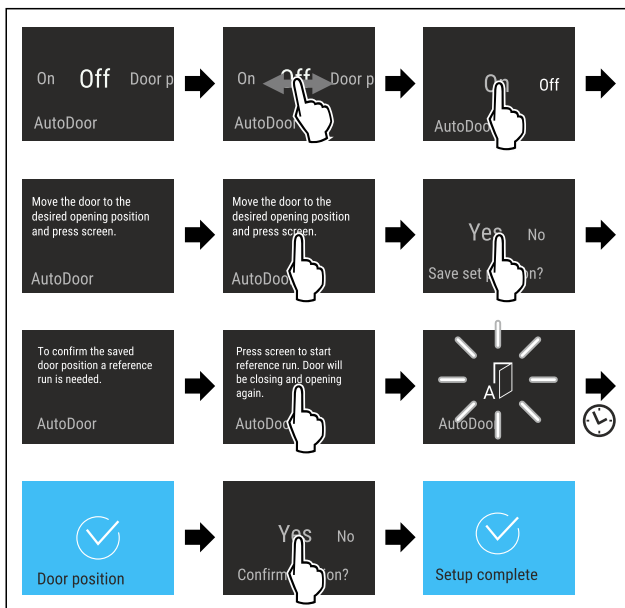 On Off Door p
AutoDoor
On Off Door p
AutoDoo
On Off
AutoDoo
Move the door to the
desired opening position
and press screen.
AutoDoor
Move the door to the
desired opening position
and press screen.
AutoDoo
Yes No
Save set p on?
To confirm the saved
door position a reference
run is needed.
AutoDoor
Press screen to start
reference run. Door will
be closing and opening
again.
AutoDoo
A
AutoDoo
Door position
Yes No
Confirm ion?
Setup complete